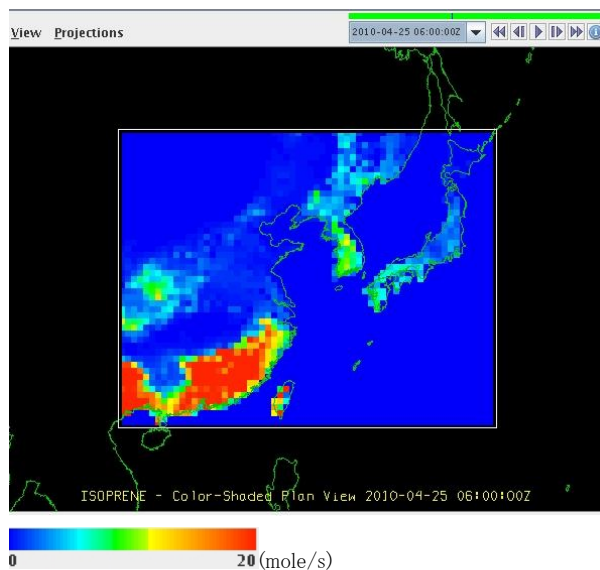 View Projections 2010-04-25 06:00:00Z
ISOPRENE - Color-Shaded Plan View 2010-04-25 06:00:00Z
0 20 (mole/s)